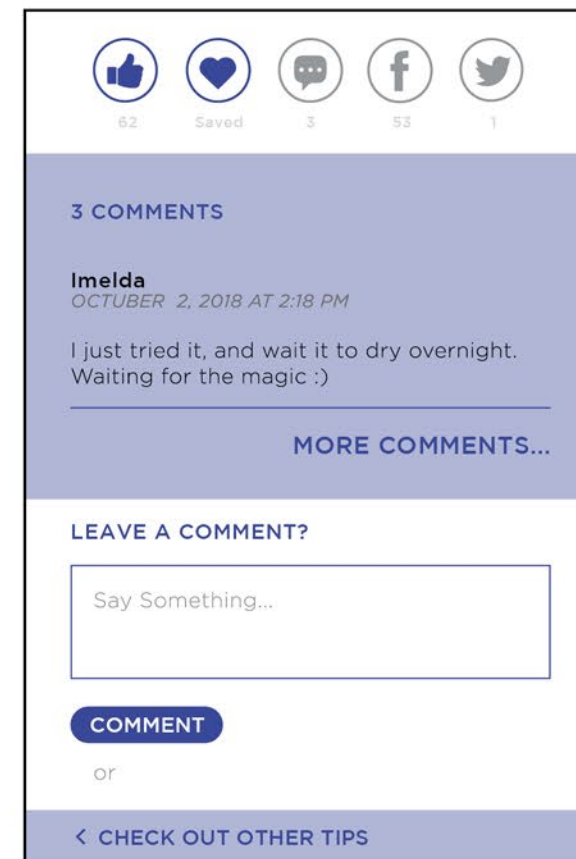 62 Saved 3 53 1
3 COMMENTS
Imelda
OCTUBER 2, 2018 AT 2:18 PM
I just tried it, and wait it to dry overnight.
Waiting for the magic :)
MORE COMMENTS...
LEAVE A COMMENT?
Say Something...
COMMENT
or
< CHECK OUT OTHER TIPS